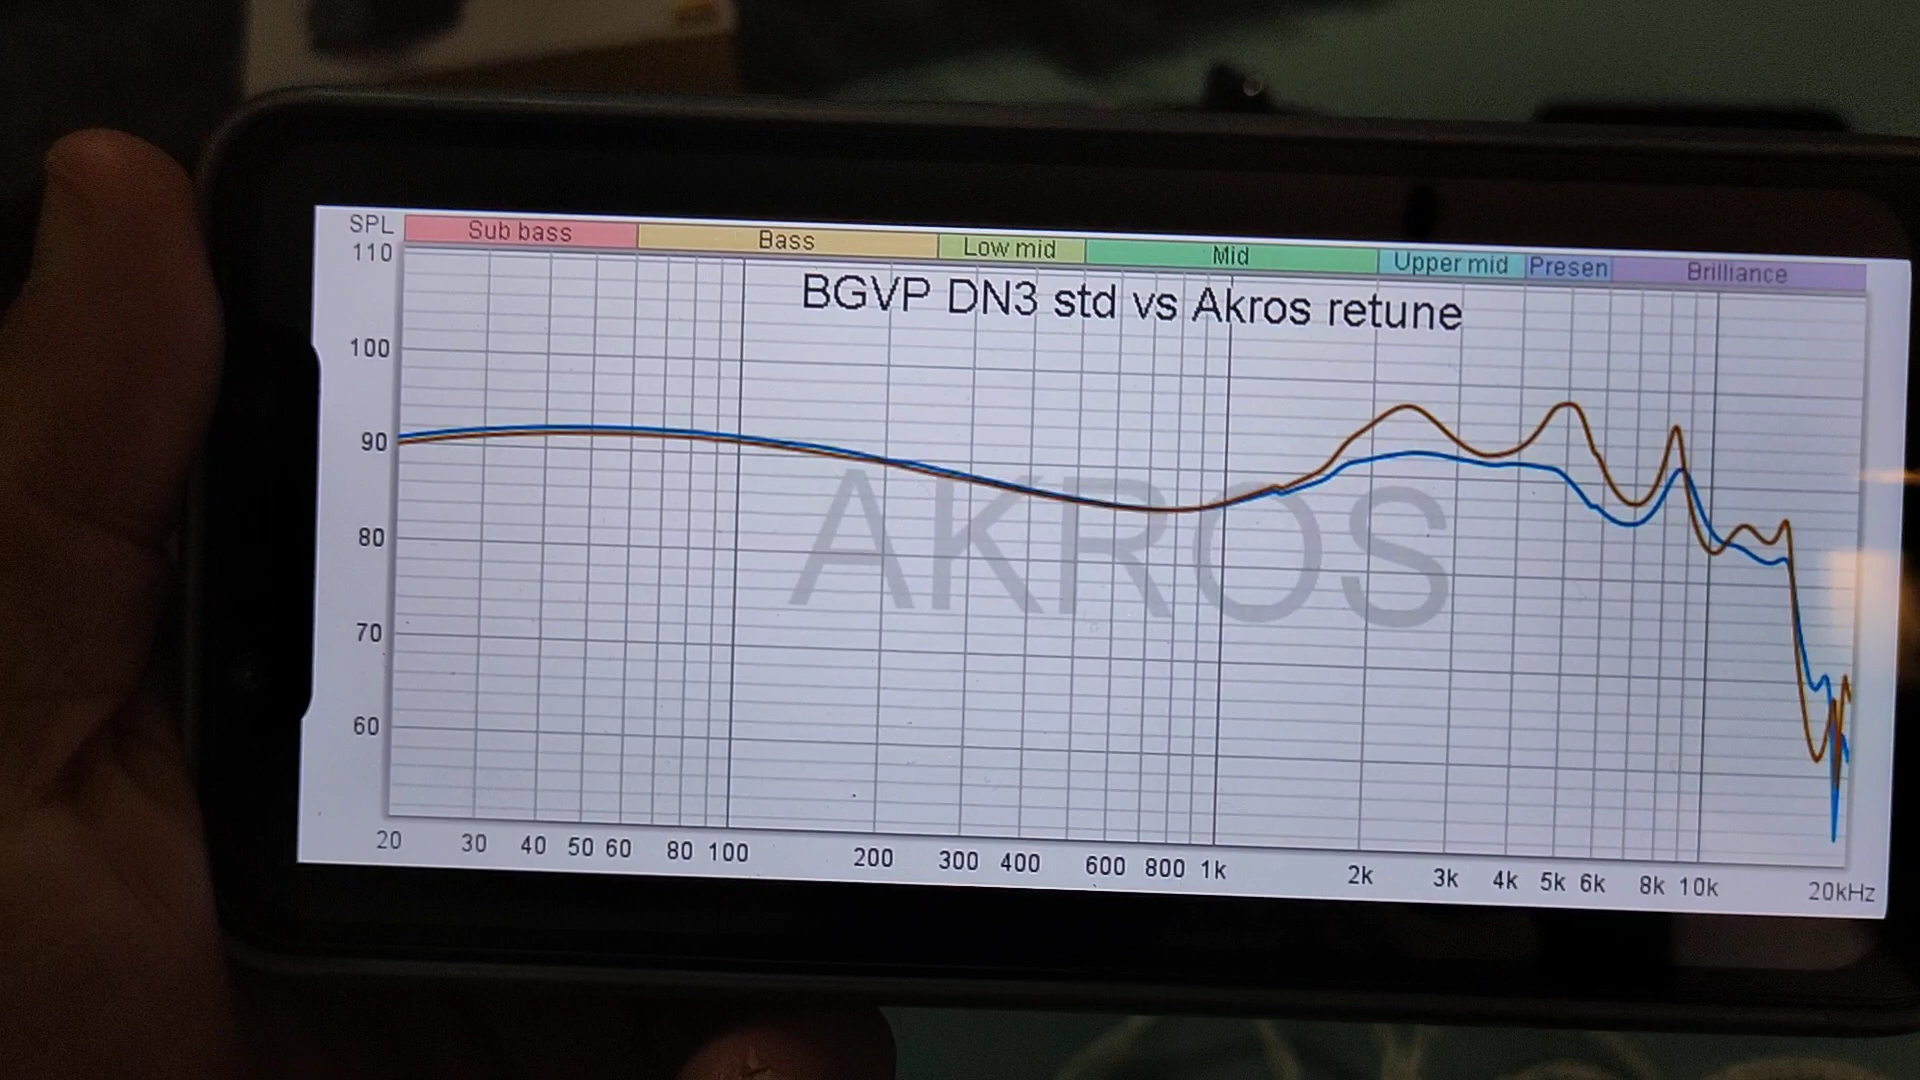 SPL Sub bass Bass Low mid Mid Upper mid Presen Brilliance
110
BGVP DN3 std vs Akros retune
100
90
AKROS
80
70
60
20 30 40 50 60 80 100 200 300 400 600 800 1k 2k 3k 4k 5k 6k 8k 10k 20kHz